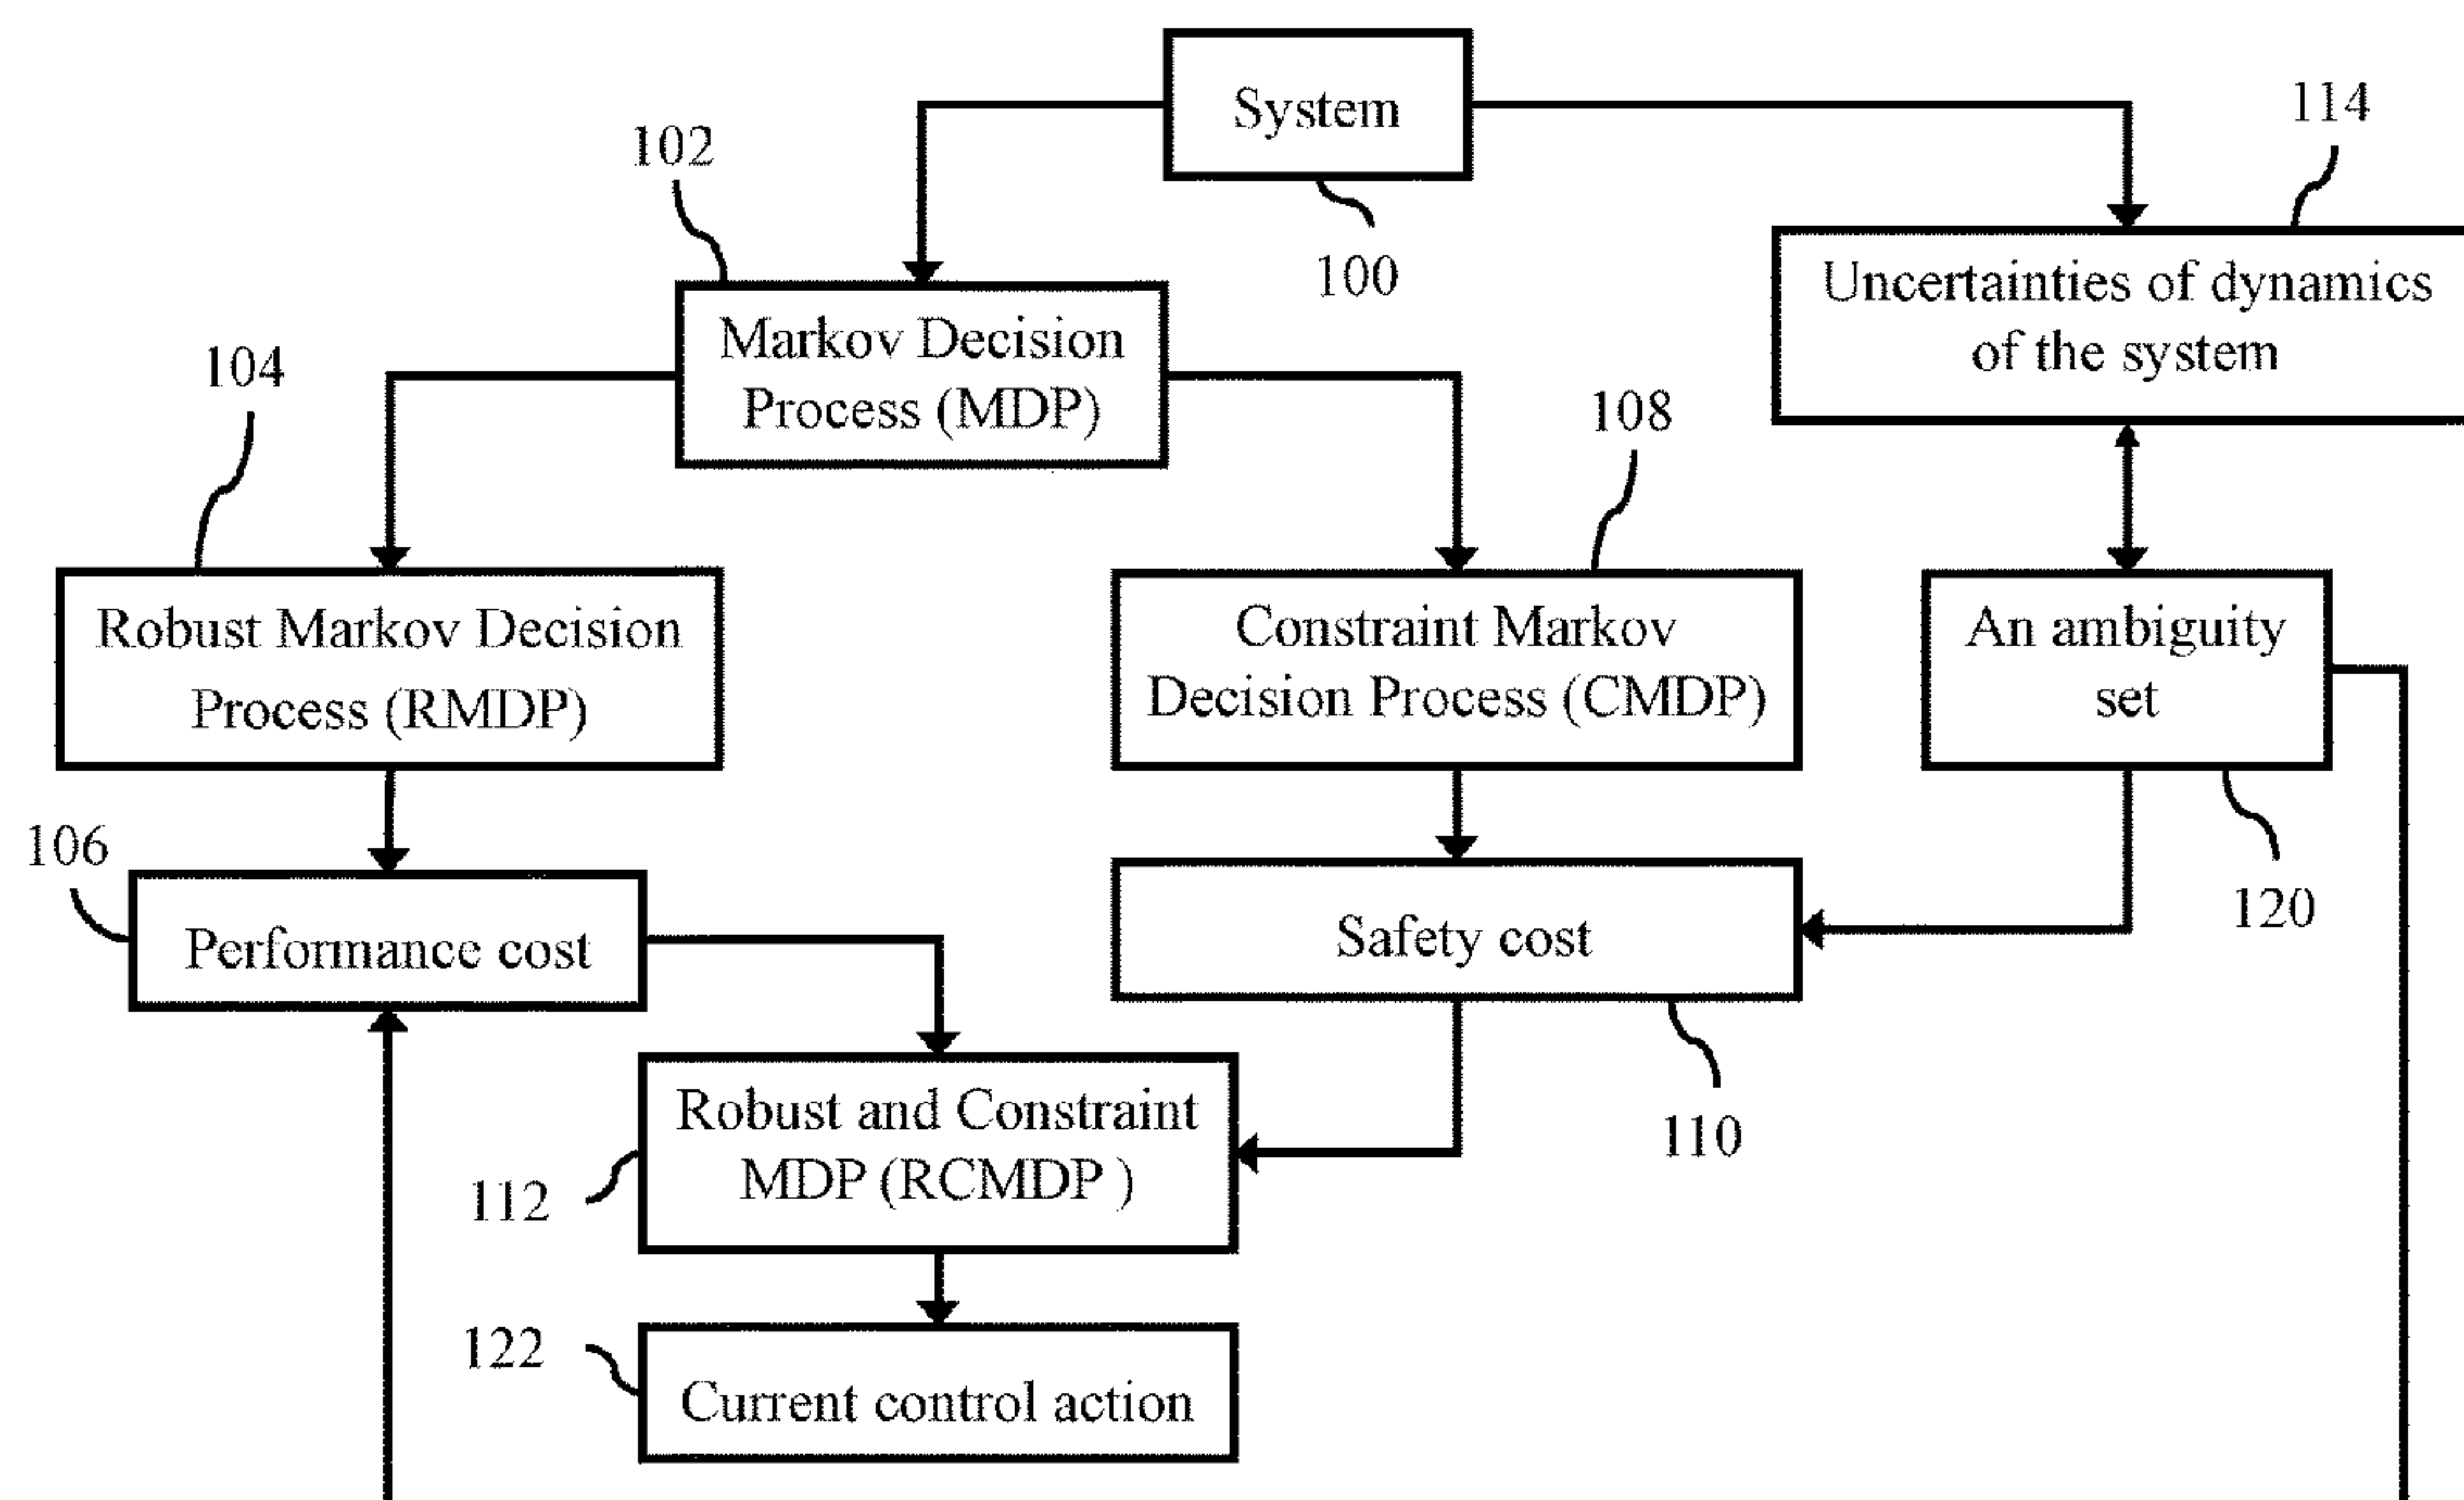 System
114
102
100
Uncertainties of dynamics
of the system
Markov Decision
Process (MDP)
104
108
Robust Markov Decision
Process (RMDP)
Constraint Markov
Decision Process (CMDP)
An ambiguity
set
106
120
Performance cost
Safety cost
Robust and Constraint
MDP (RCMDP )
110
112
122
Current control action